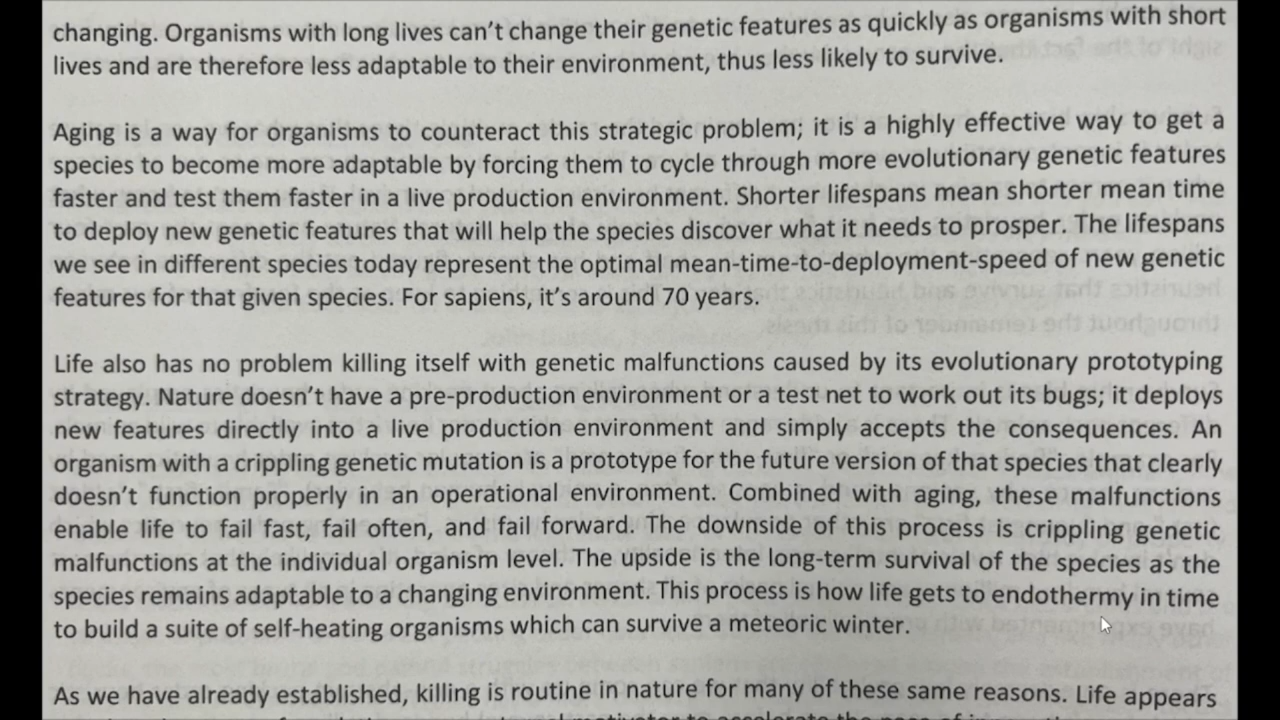 changing. Organisms with long lives can’t change their genetic features as quickly as organisms with short
lives and are therefore less adaptable to their environment, thus less likely to survive.
Aging is a way for organisms to counteract this strategic problem; it is a highly effective way to get a
species to become more adaptable by forcing them to cycle through more evolutionary genetic features
faster and test them faster in a live production environment. Shorter lifespans mean shorter mean time
to deploy new genetic features that will help the species discover what it needs to prosper. The lifespans
we see in different species today represent the optimal mean-time-to-deployment-speed of new genetic
features for that given species. For sapiens, it’s around 70 years.
Life also has no problem killing itself with genetic malfunctions caused by its evolutionary prototyping
strategy. Nature doesn’t have a pre-production environment or a test net to work out its bugs; it deploys
new features directly into a live production environment and simply accepts the consequences. An
organism with a crippling genetic mutation is a prototype for the future version of that species that clearly
doesn’t function properly in an operational environment. Combined with aging, these malfunctions
enable life to fail fast, fail often, and fail forward. The downside of this process is crippling genetic
malfunctions at the individual organism level. The upside is the long-term survival of the species as the
species remains adaptable to a changing environment. This process is how life gets to endothermy in time
to build a suite of self-heating organisms which can survive a meteoric winter.
As we have already established, killing is routine in nature for many of these same reasons. Life appears